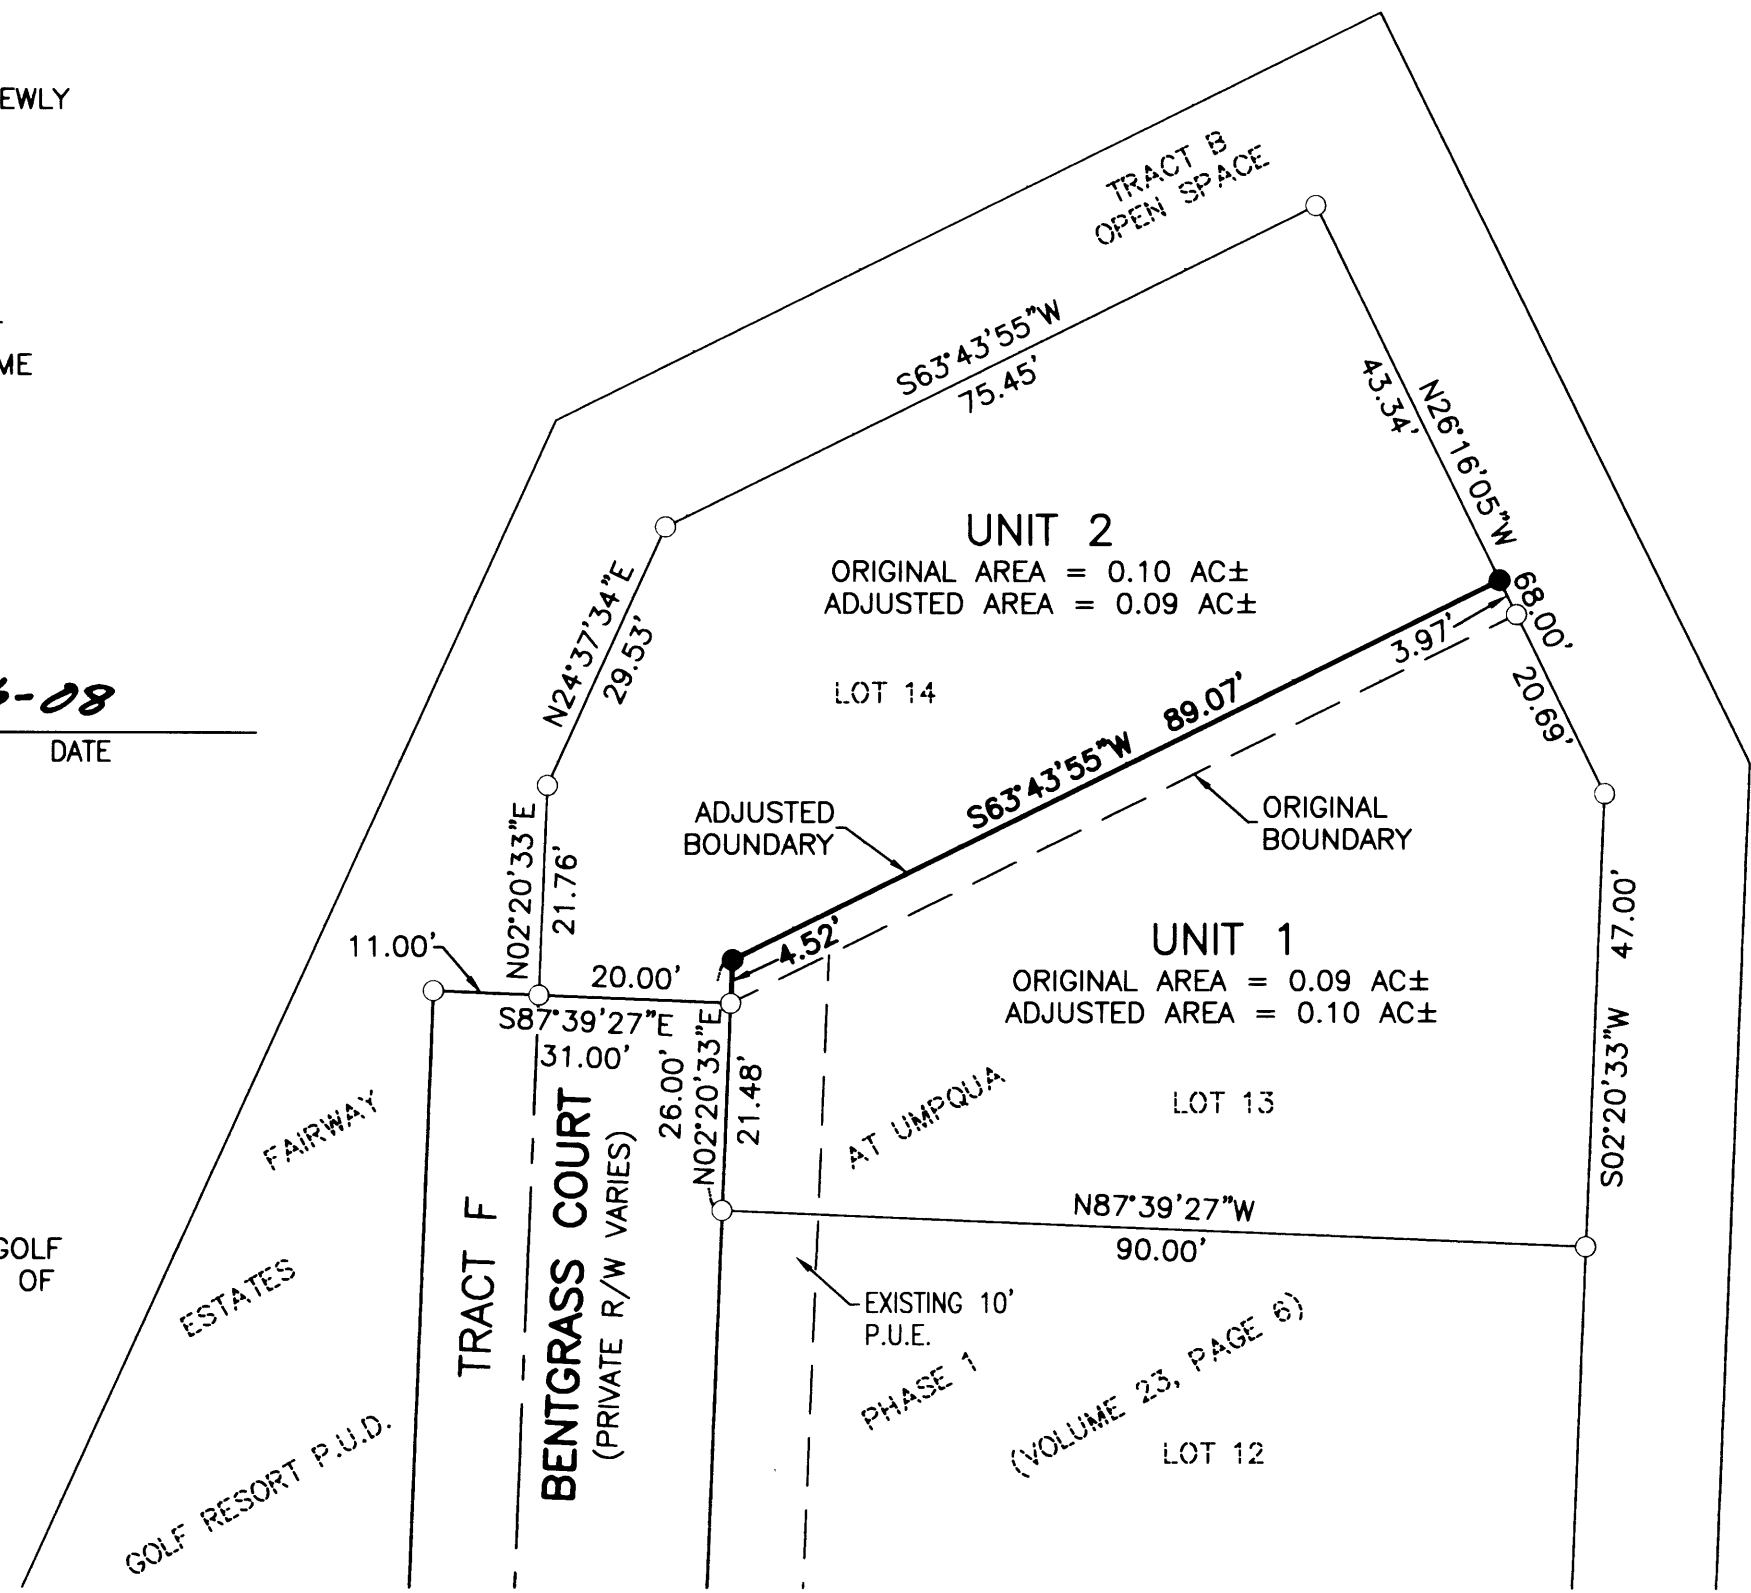 EWLY
ME
-08
DATE
GOLF
OF
TRACT B
OPEN SPACE
S63°43'55"W
75.45'
43.34'
N26°16'05"W
68.00'
20.69'
UNIT 2
ORIGINAL AREA = 0.10 AC±
ADJUSTED AREA = 0.09 AC±
LOT 14
N24°37'34"E
29.53'
3.97'
S63°43'55"W 89.07'
ADJUSTED
BOUNDARY
ORIGINAL
BOUNDARY
N02°20'33"E
21.76'
4.52'
11.00'
20.00'
S87°39'27"E
31.00'
26.00'
N02°20'33"E
21.48'
UNIT 1
ORIGINAL AREA = 0.09 AC±
ADJUSTED AREA = 0.10 AC±
LOT 13
S02°20'33"W 47.00'
N87°39'27"W
90.00'
FAIRWAY
ESTATES
AT UMPQUA
GOLF RESORT P.U.D.
PHASE 1
(VOLUME 23, PAGE 6)
TRACT F
BENTGRASS COURT
(PRIVATE R/W VARIES)
EXISTING 10'
P.U.E.
LOT 12